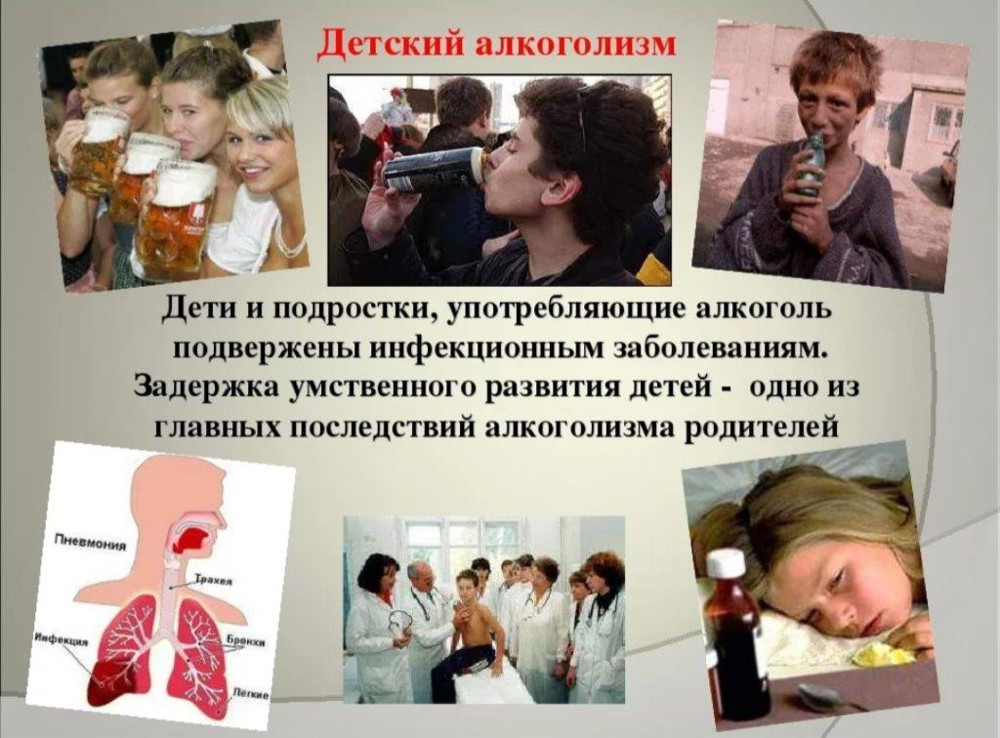 Детский алкоголизм
Дети и подростки, употребляющие алкоголь
подвержены инфекционным заболеваниям.
Задержка умственного развития детей -  одно из
главных последствий алкоголизма родителей
Пневмония
Трахея
Инфекция
Бронхи
Лёгкие